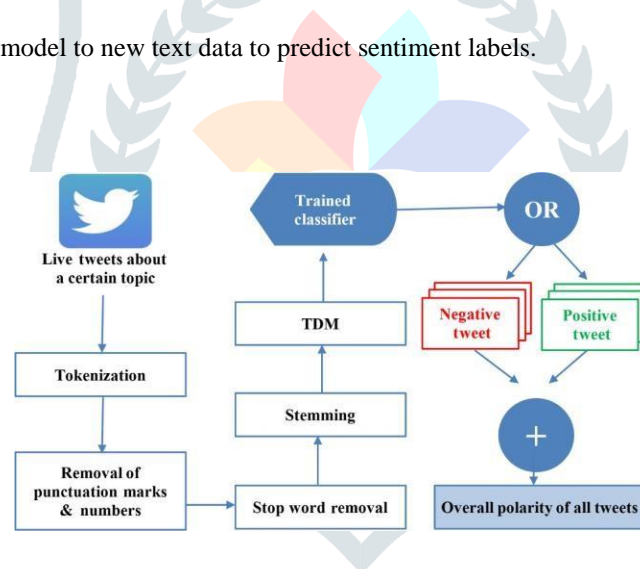 model to new text data to predict sentiment labels.
Live tweets about
a certain topic
Tokenization
Removal of
punctuation marks
& numbers
Stop word removal
Stemming
TDM
Trained
classifier
OR
Negative
tweet
Positive
tweet
+
Overall polarity of all tweets